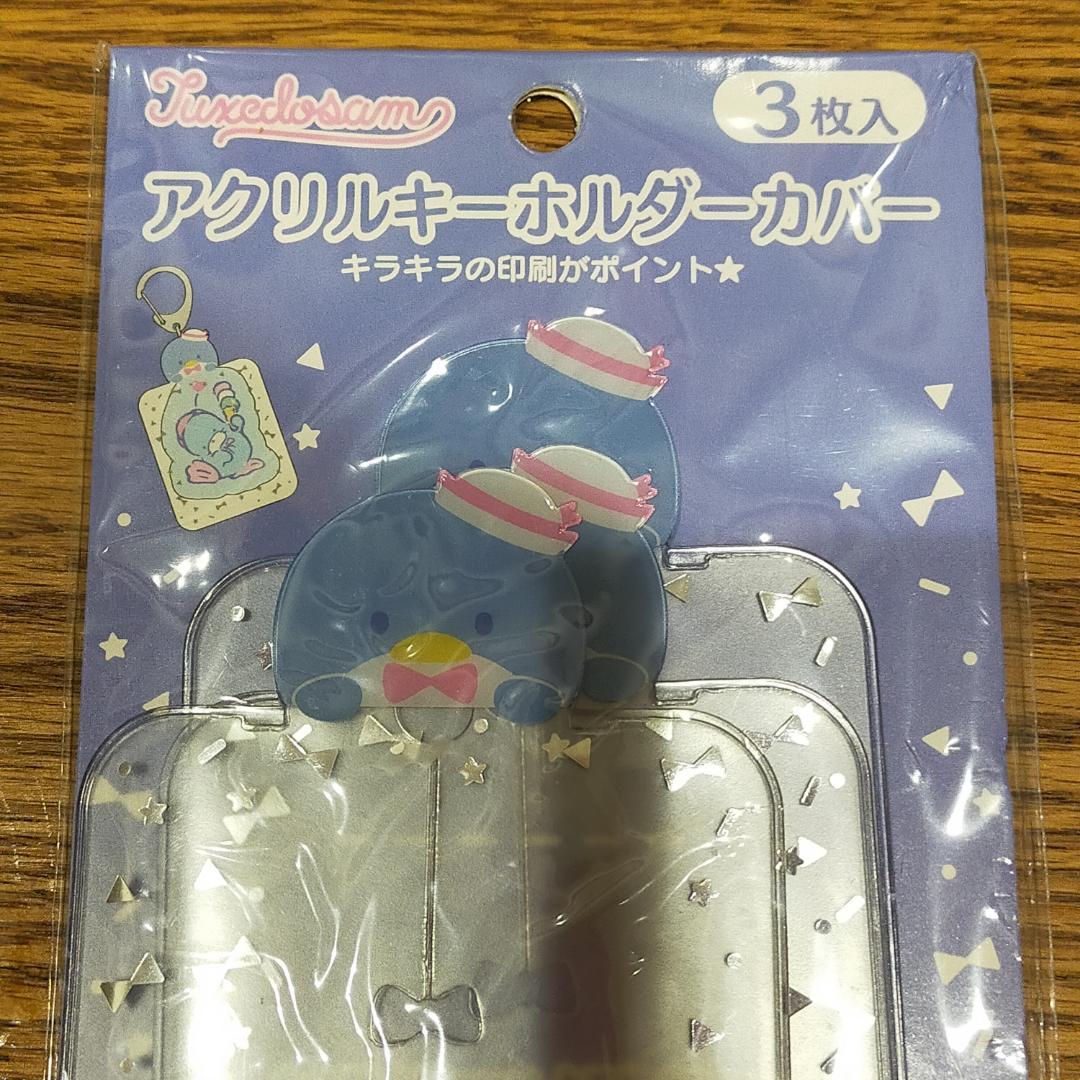 Tuxedosam
3枚入
アクリルキーホルダーカバー
キラキラの印刷がポイント★